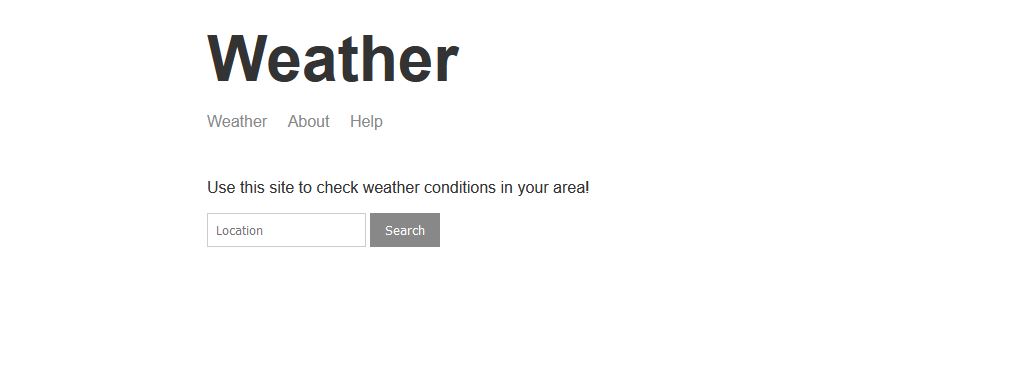 Weather
Weather About Help
Use this site to check weather conditions in your area!
Location Search